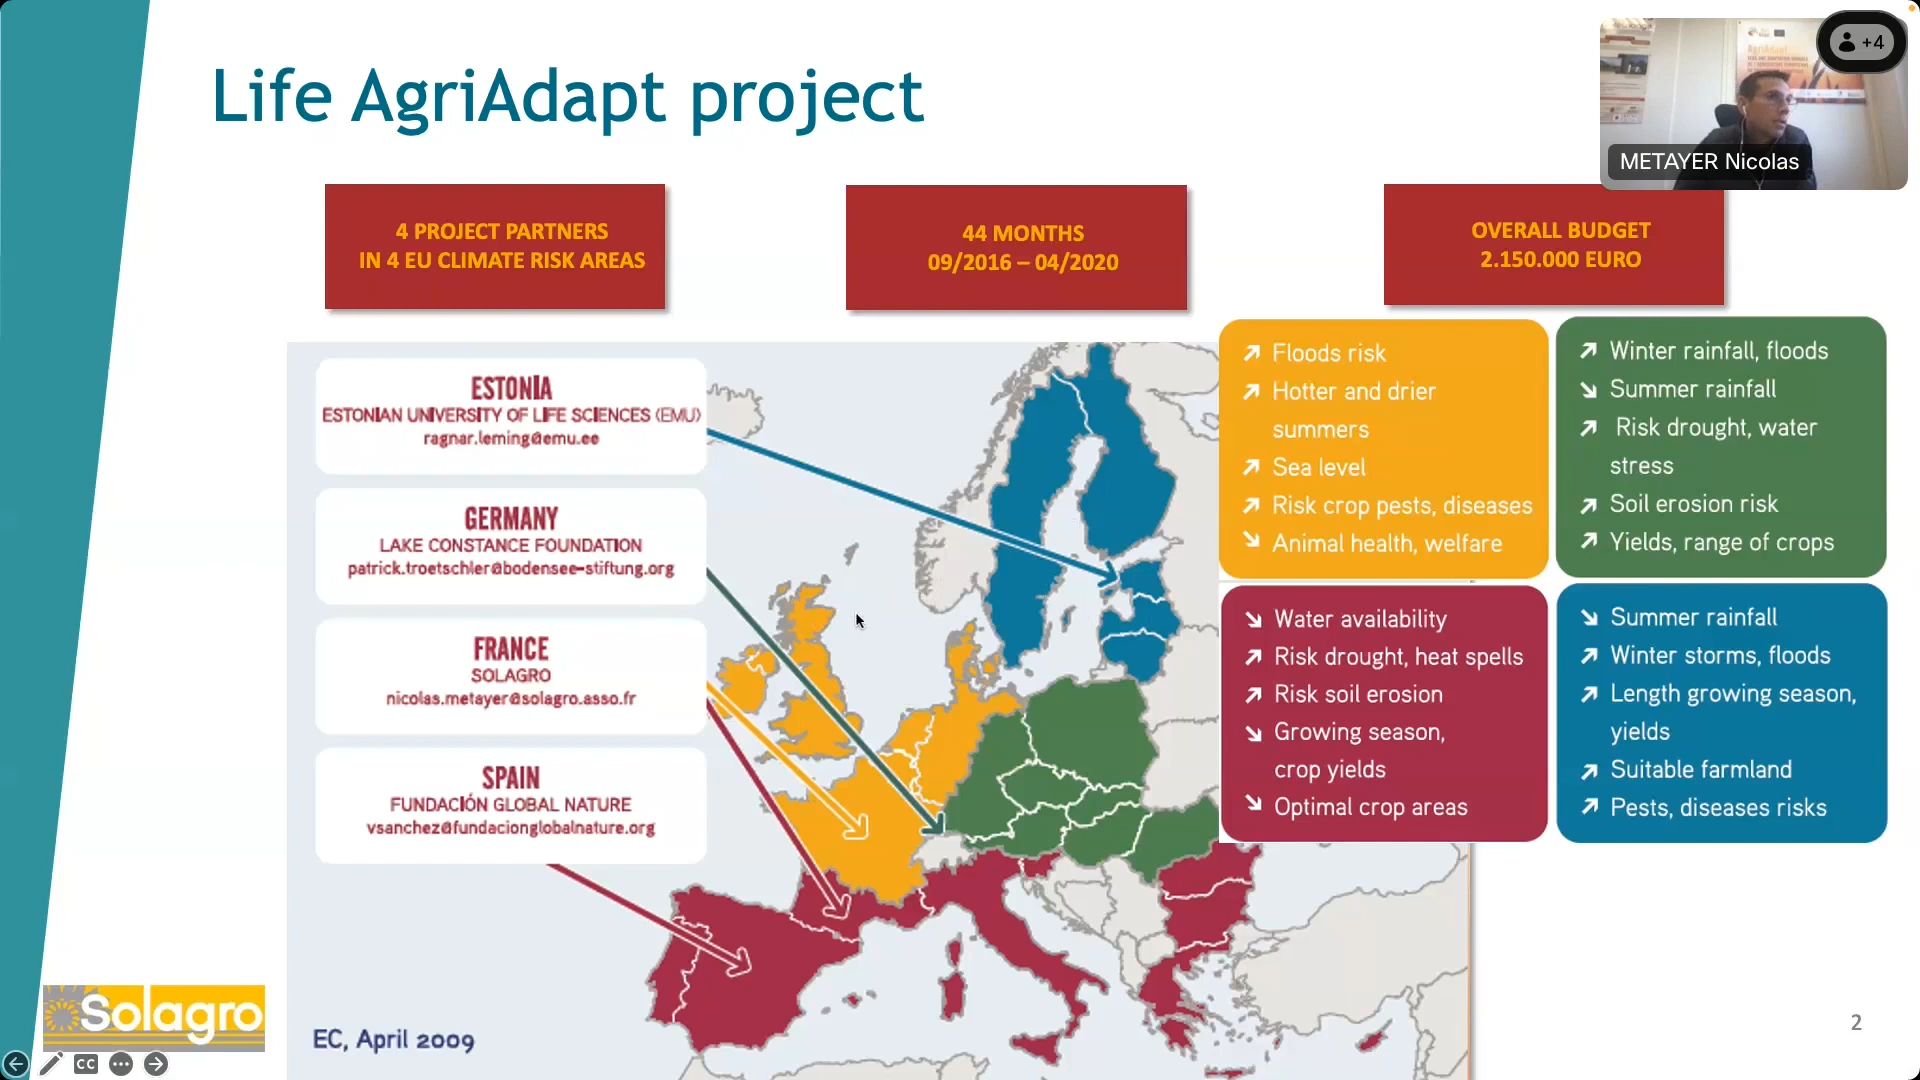 Life AgriAdapt project
+4
METAYER Nicolas
4 PROJECT PARTNERS
IN 4 EU CLIMATE RISK AREAS
44 MONTHS
09/2016 – 04/2020
OVERALL BUDGET
2.150.000 EURO
ESTONIA
ESTONIAN UNIVERSITY OF LIFE SCIENCES (EMU)
ragnar.leming@emu.ee
GERMANY
LAKE CONSTANCE FOUNDATION
patrick.troetschler@bodensee-stiftung.org
FRANCE
SOLAGRO
nicolas.metayer@solagro.asso.fr
SPAIN
FUNDACIÓN GLOBAL NATURE
vsanchez@fundacionglobalnature.org
↗ Floods risk
↗ Hotter and drier
summers
↗ Sea level
↗ Risk crop pests, diseases
↘ Animal health, welfare
↗ Winter rainfall, floods
↘ Summer rainfall
↗ Risk drought, water
stress
↗ Soil erosion risk
↗ Yields, range of crops
↘ Water availability
↗ Risk drought, heat spells
↗ Risk soil erosion
↘ Growing season,
crop yields
↘ Optimal crop areas
↘ Summer rainfall
↗ Winter storms, floods
↗ Length growing season,
yields
↗ Suitable farmland
↗ Pests, diseases risks
EC, April 2009
Solagro
CC
2